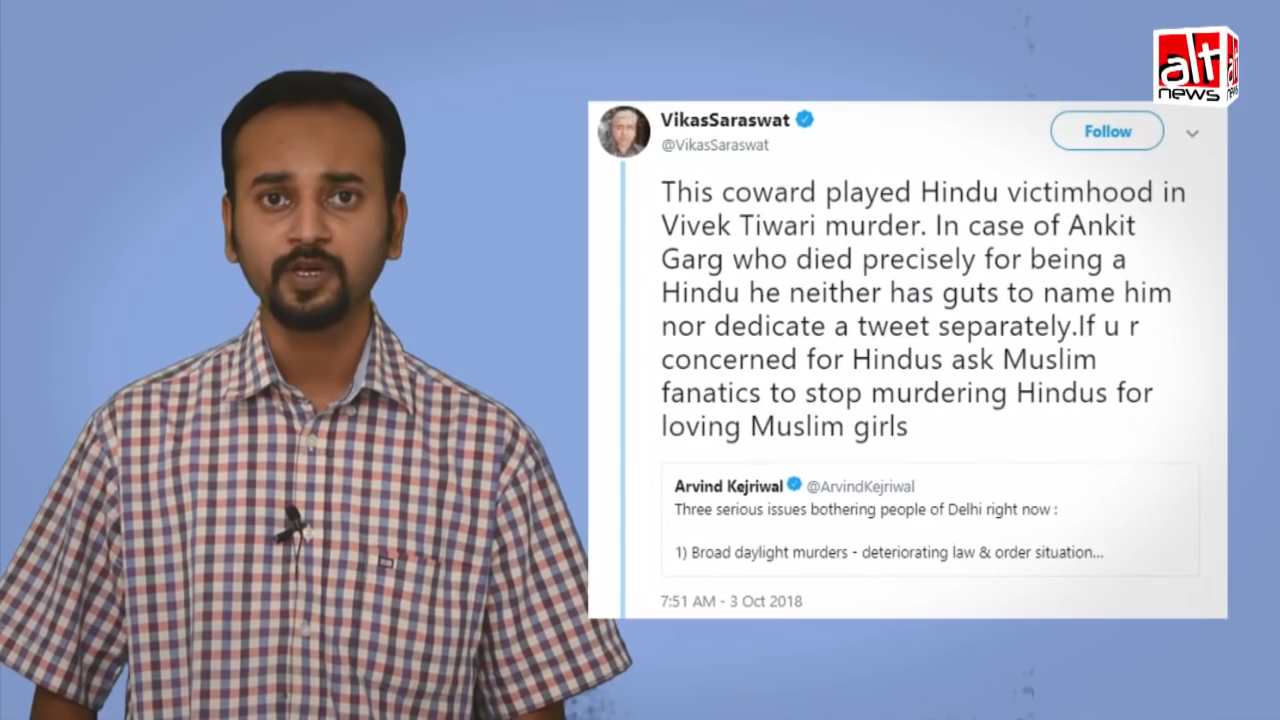 alt
news
VikasSaraswat
@VikasSaraswat
Follow
This coward played Hindu victimhood in
Vivek Tiwari murder. In case of Ankit
Garg who died precisely for being a
Hindu he neither has guts to name him
nor dedicate a tweet separately.If u r
concerned for Hindus ask Muslim
fanatics to stop murdering Hindus for
loving Muslim girls
Arvind Kejriwal @ArvindKejriwal
Three serious issues bothering people of Delhi right now :
1) Broad daylight murders - deteriorating law & order situation...
7:51 AM - 3 Oct 2018